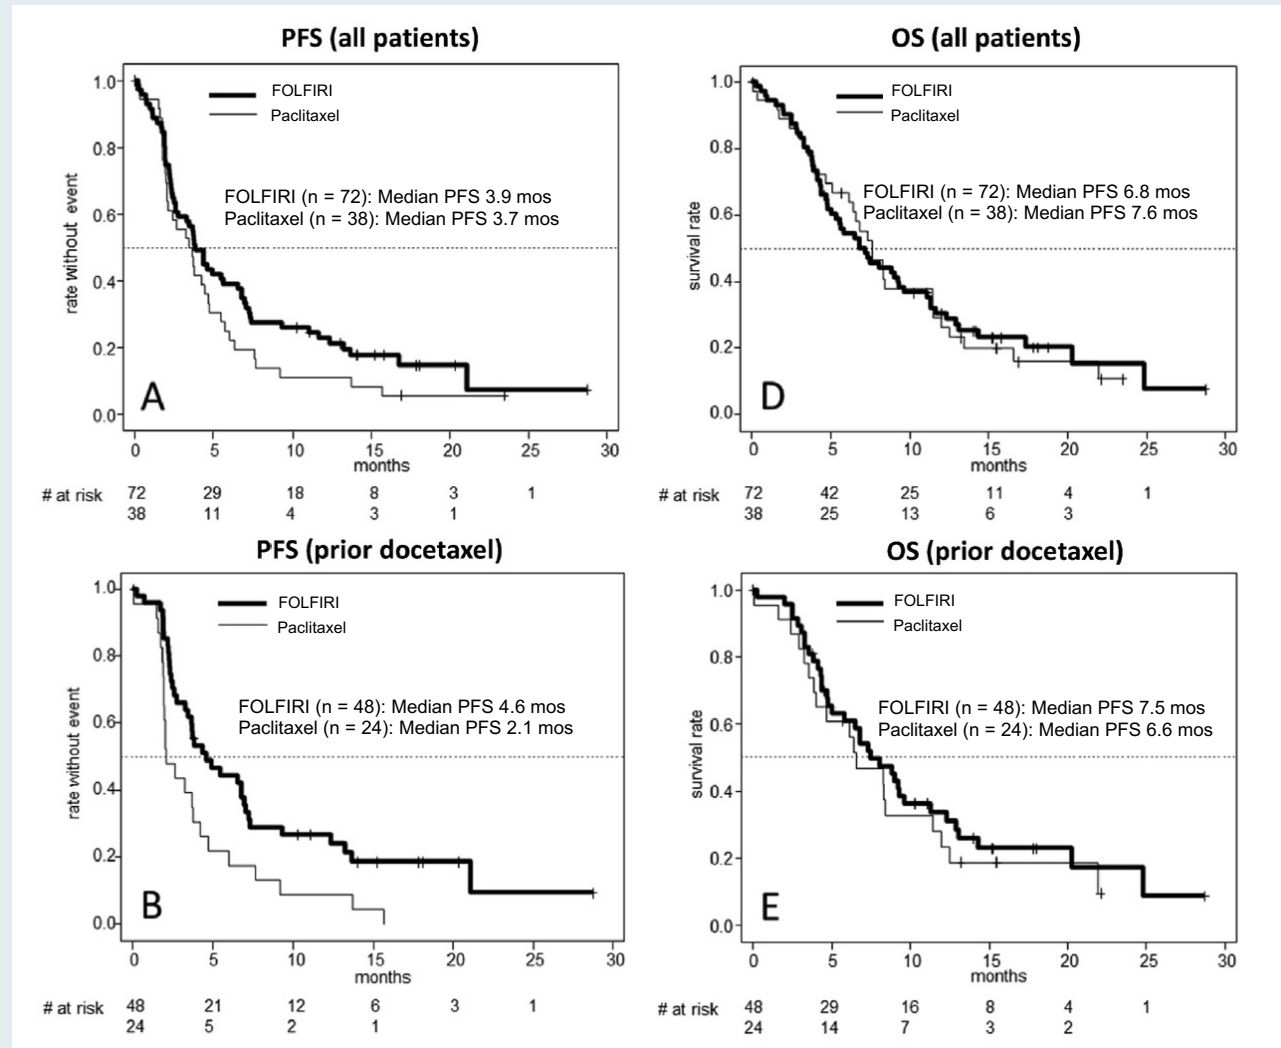 PFS (all patients)
1.0
0.8
0.6
0.4
0.2
0.0
rate without event
FOLFIRI
Paclitaxel
FOLFIRI (n = 72): Median PFS 3.9 mos
Paclitaxel (n = 38): Median PFS 3.7 mos
A
0 5 10 15 20 25 30
months
# at risk 72 29 18 8 3 1
38 11 4 3 1
OS (all patients)
1.0
0.8
0.6
0.4
0.2
0.0
survival rate
FOLFIRI
Paclitaxel
FOLFIRI (n = 72): Median PFS 6.8 mos
Paclitaxel (n = 38): Median PFS 7.6 mos
D
0 5 10 15 20 25 30
months
# at risk 72 42 25 11 4 1
38 25 13 6 3
PFS (prior docetaxel)
1.0
0.8
0.6
0.4
0.2
0.0
rate without event
FOLFIRI
Paclitaxel
FOLFIRI (n = 48): Median PFS 4.6 mos
Paclitaxel (n = 24): Median PFS 2.1 mos
B
0 5 10 15 20 25 30
months
# at risk 48 21 12 6 3 1
24 5 2 1
OS (prior docetaxel)
1.0
0.8
0.6
0.4
0.2
0.0
survival rate
FOLFIRI
Paclitaxel
FOLFIRI (n = 48): Median PFS 7.5 mos
Paclitaxel (n = 24): Median PFS 6.6 mos
E
0 5 10 15 20 25 30
months
# at risk 48 29 16 8 4 1
24 14 7 3 2